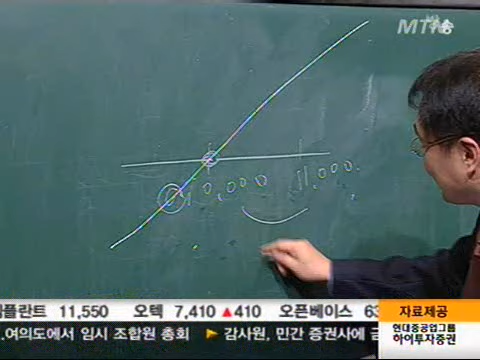 MTN
10,000 11,000.
플란트 11,550 오텍 7,410 ▲410 오픈베이스
.여의도에서 임시 조합원 총회 ▶ 감사원, 민간 증권사에
자료제공
현대중공업그룹
하이투자증권